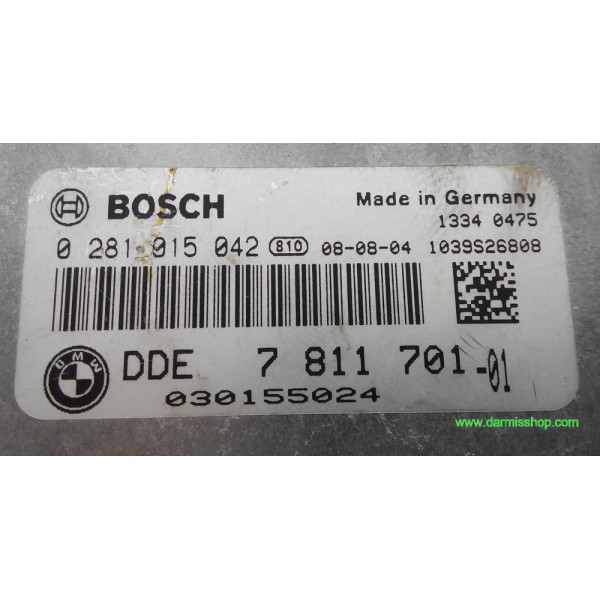 BOSCH Made in Germany
1334 0475
0 281 015 042 810 08-08-04 1039S26808
BMW DDE 7 811 701-01
030155024
www.darmisshop.com